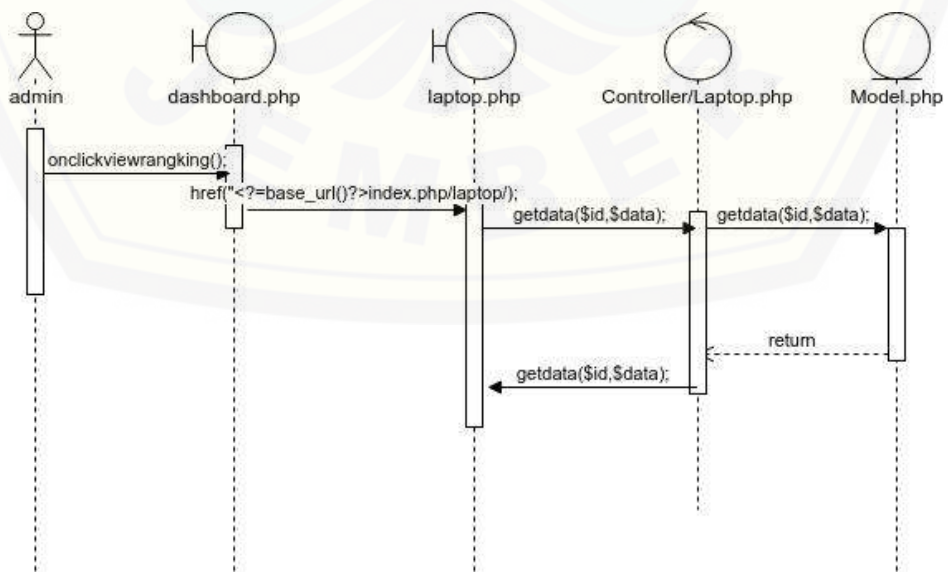 admin
dashboard.php
laptop.php
Controller/Laptop.php
Model.php
onclickviewrangking();
href("<?=base_url()?>index.php/laptop/);
getdata($id,$data);
getdata($id,$data);
return
getdata($id,$data);
JEMBER